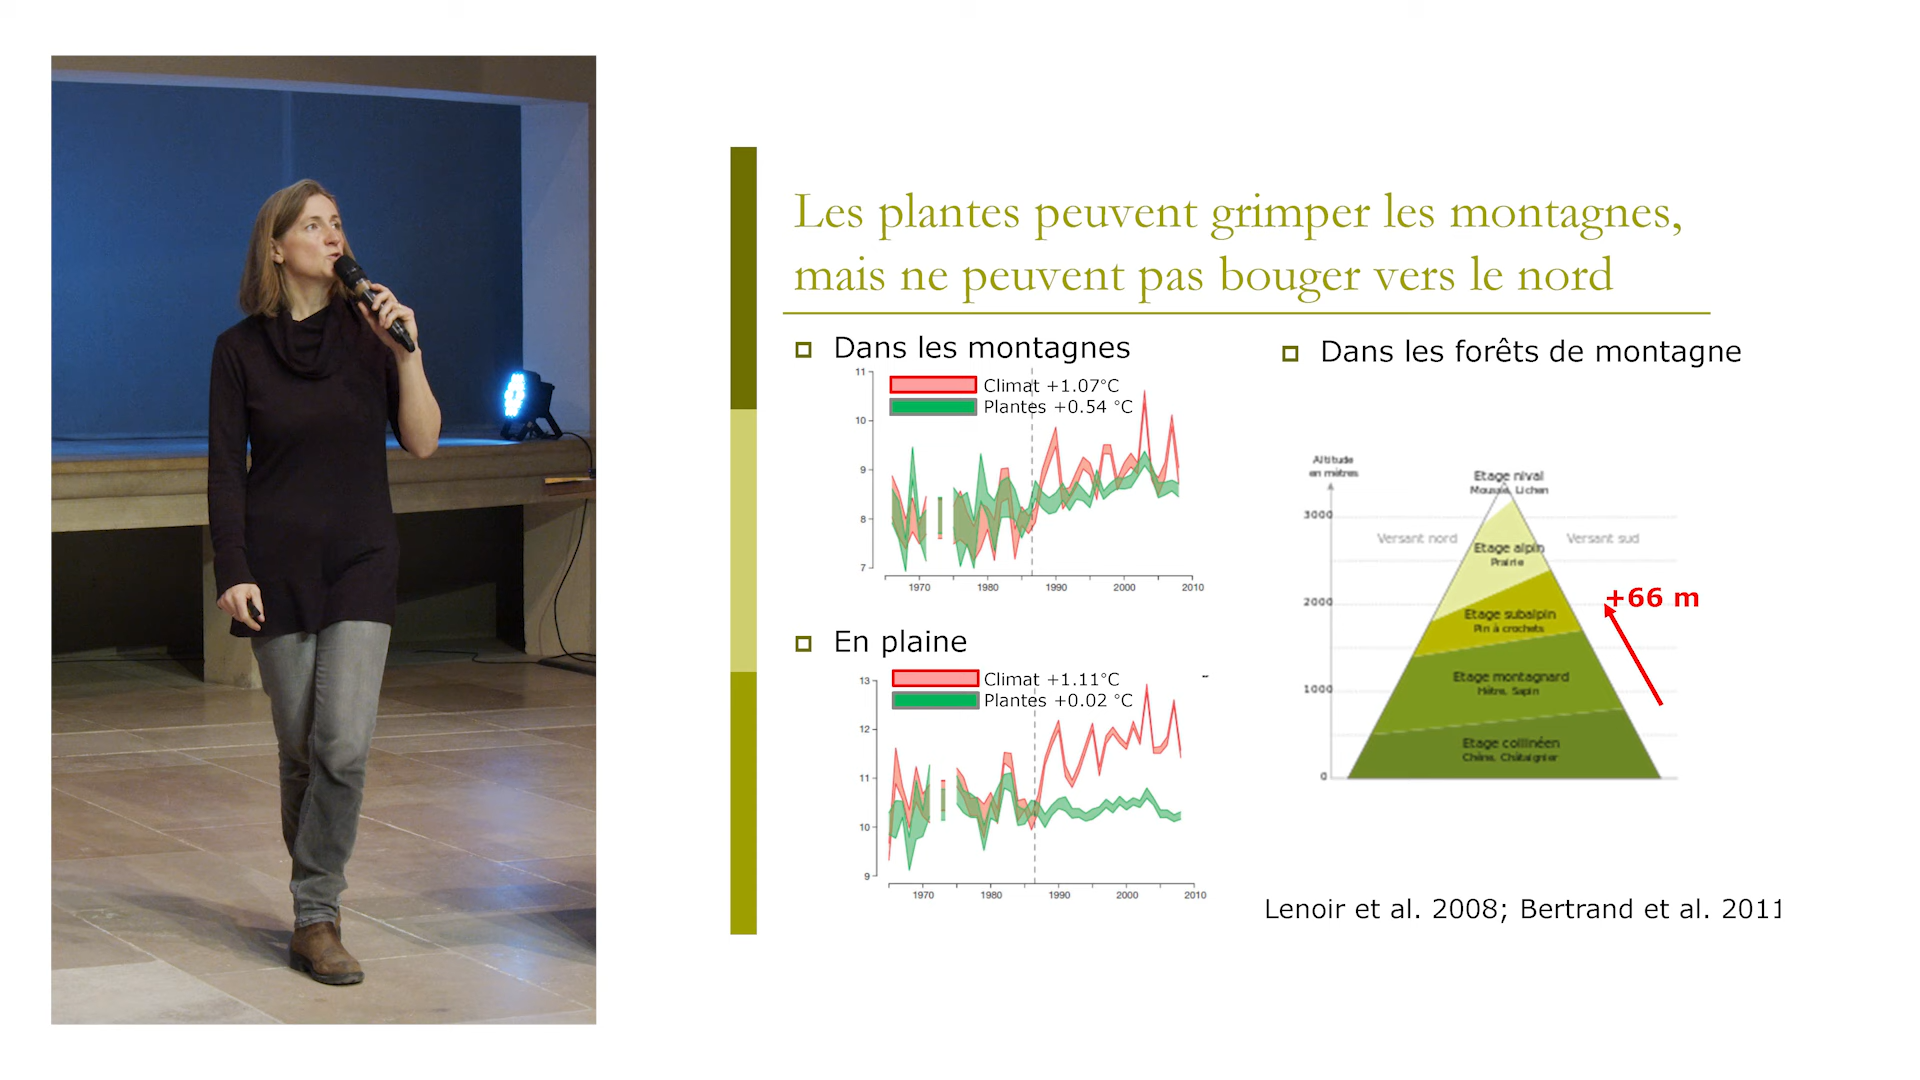 Les plantes peuvent grimper les montagnes,
mais ne peuvent pas bouger vers le nord
Dans les montagnes
11
Climat +1.07°C
Plantes +0.54 °C
10
9
8
7
1970 1980 1990 2000 2010
En plaine
13
Climat +1.11°C
Plantes +0.02 °C
12
11
10
9
1970 1980 1990 2000 2010
Dans les forêts de montagne
Altitude
en mètres
Etage nival
Mousse, Lichen
3000
Versant nord
Versant sud
Etage alpin
Prairie
2000
+66 m
Etage subalpin
Pin à crochets
Etage montagnard
1000
Hêtre, Sapin
Etage collinéen
Chêne, Châtaignier
0
Lenoir et al. 2008; Bertrand et al. 2011